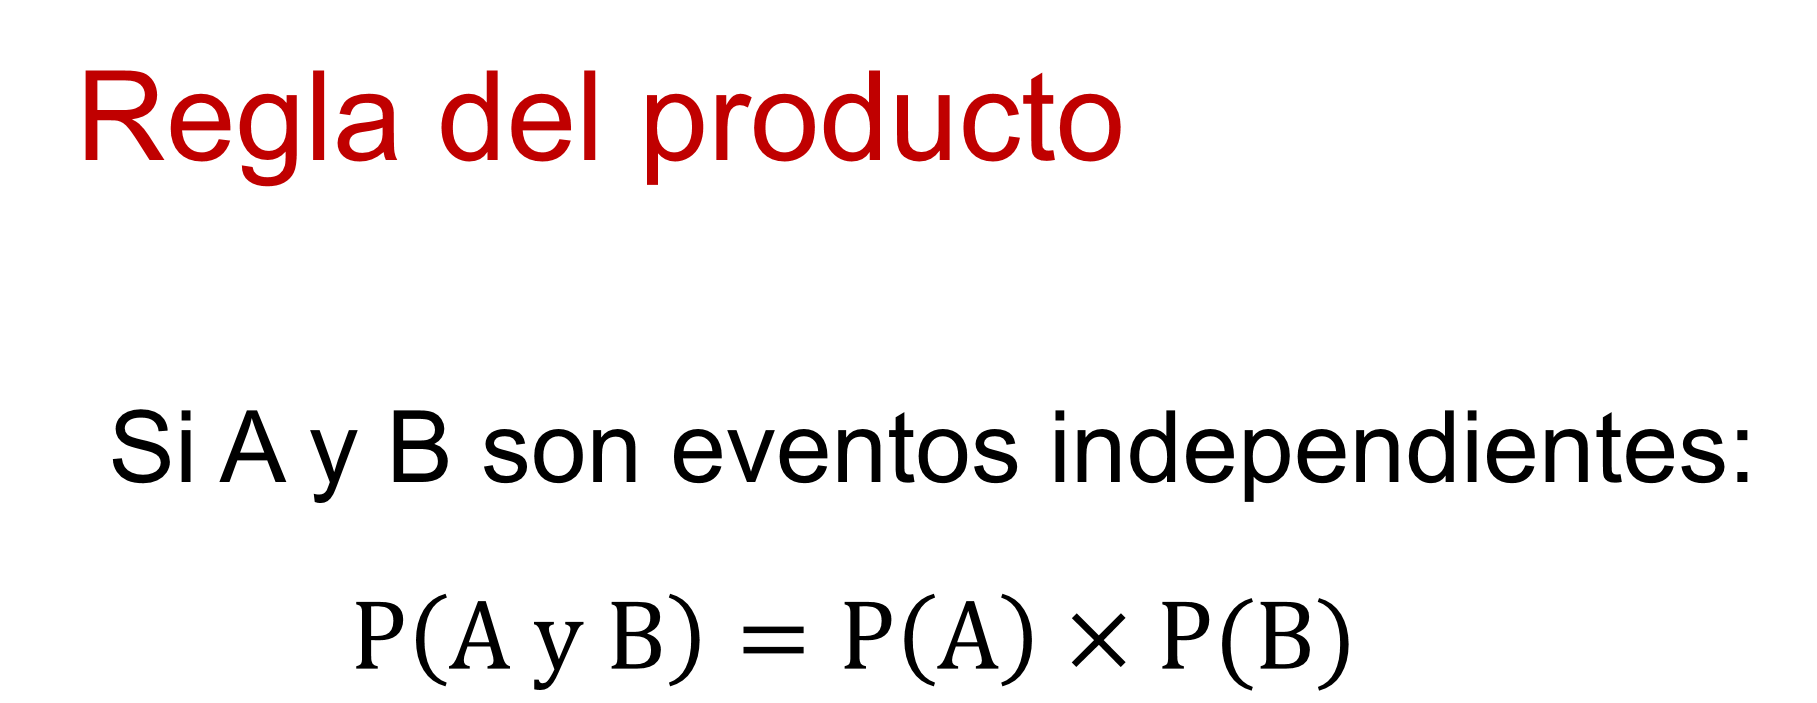 Regla del producto
Si A y B son eventos independientes:
P(A y B) = P(A) × P(B)